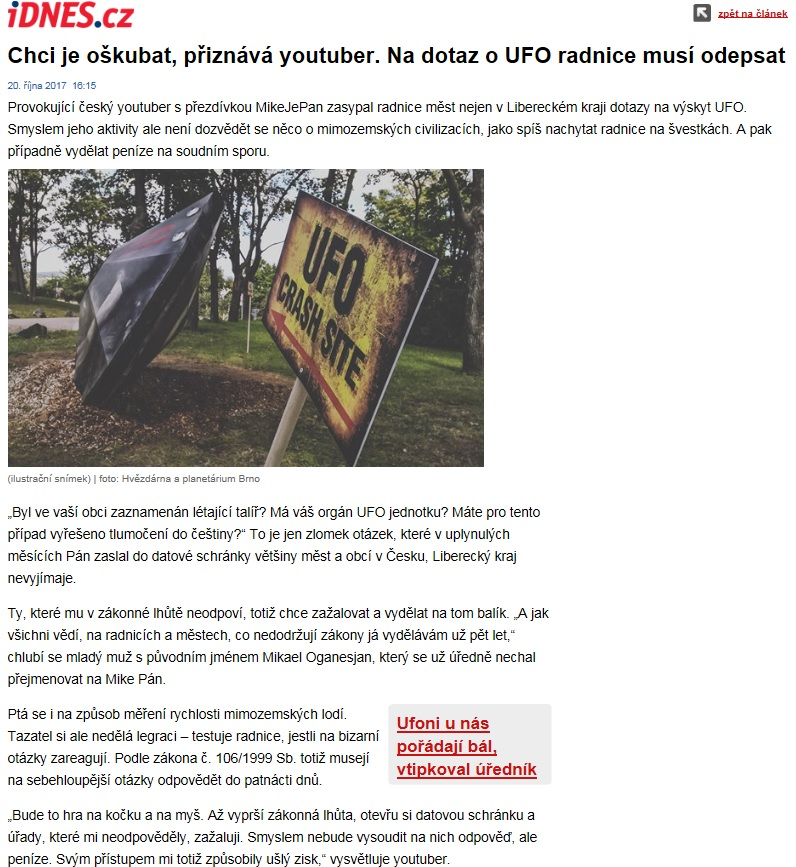 iDNES.cz
zpět na článek
Chci je oškubat, přiznává youtuber. Na dotaz o UFO radnice musí odepsat
20. října 2017 16:15
Provokující český youtuber s přezdívkou MikeJePan zasypal radnice měst nejen v Libereckém kraji dotazy na výskyt UFO.
Smyslem jeho aktivity ale není dozvědět se něco o mimozemských civilizacích, jako spíš nachytat radnice na švestkách. A pak
případně vydělat peníze na soudním sporu.
UFO
CRASH SITE
(ilustrační snímek) | foto: Hvězdárna a planetárium Brno
„Byl ve vaší obci zaznamenán létající talíř? Má váš orgán UFO jednotku? Máte pro tento
případ vyřešeno tlumočení do češtiny?“ To je jen zlomek otázek, které v uplynulých
měsících Pán zaslal do datové schránky většiny měst a obcí v Česku, Liberecký kraj
nevyjímaje.
Ty, které mu v zákonné lhůtě neodpoví, totiž chce zažalovat a vydělat na tom balík. „A jak
všichni vědí, na radnicích a městech, co nedodržují zákony já vydělávám už pět let,“
chlubí se mladý muž s původním jménem Mikael Oganesjan, který se už úředně nechal
přejmenovat na Mike Pán.
Ptá se i na způsob měření rychlosti mimozemských lodí.
Tazatel si ale nedělá legraci – testuje radnice, jestli na bizarní
otázky zareagují. Podle zákona č. 106/1999 Sb. totiž musejí
na sebehloupější otázky odpovědět do patnácti dnů.
Ufoni u nás
pořádají bál,
vtipkoval úředník
„Bude to hra na kočku a na myš. Až vyprší zákonná lhůta, otevřu si datovou schránku a
úřady, které mi neodpověděly, zažaluji. Smyslem nebude vysoudit na nich odpověď, ale
peníze. Svým přístupem mi totiž způsobily ušlý zisk,“ vysvětluje youtuber.